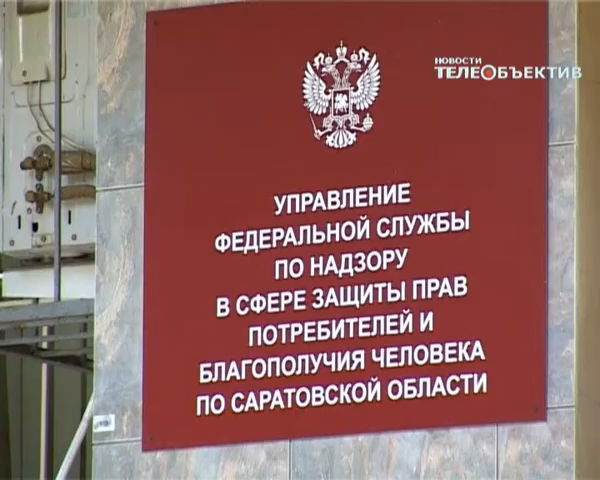 НОВОСТИ
ТЕЛЕОБЪЕКТИВ
УПРАВЛЕНИЕ
ФЕДЕРАЛЬНОЙ СЛУЖБЫ
ПО НАДЗОРУ
В СФЕРЕ ЗАЩИТЫ ПРАВ
ПОТРЕБИТЕЛЕЙ И
БЛАГОПОЛУЧИЯ ЧЕЛОВЕКА
ПО САРАТОВСКОЙ ОБЛАСТИ